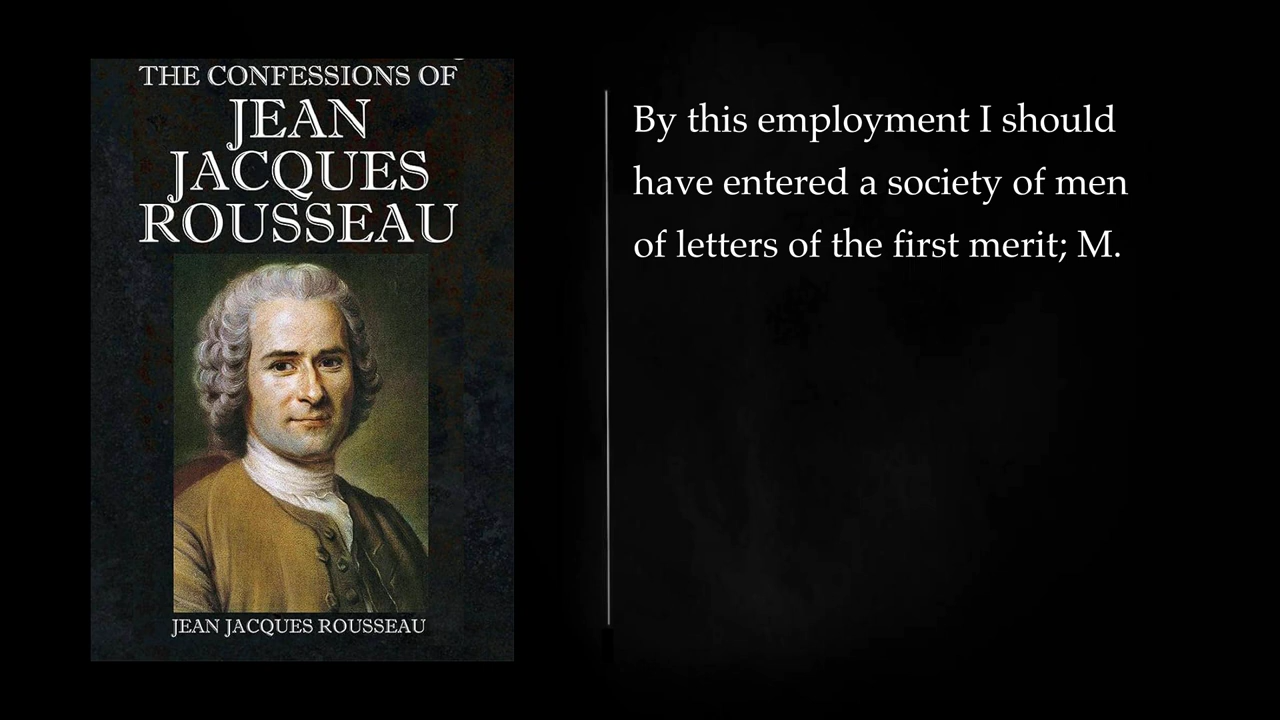 THE CONFESSIONS OF
JEAN
JACQUES
ROUSSEAU
JEAN JACQUES ROUSSEAU
By this employment I should
have entered a society of men
of letters of the first merit; M.